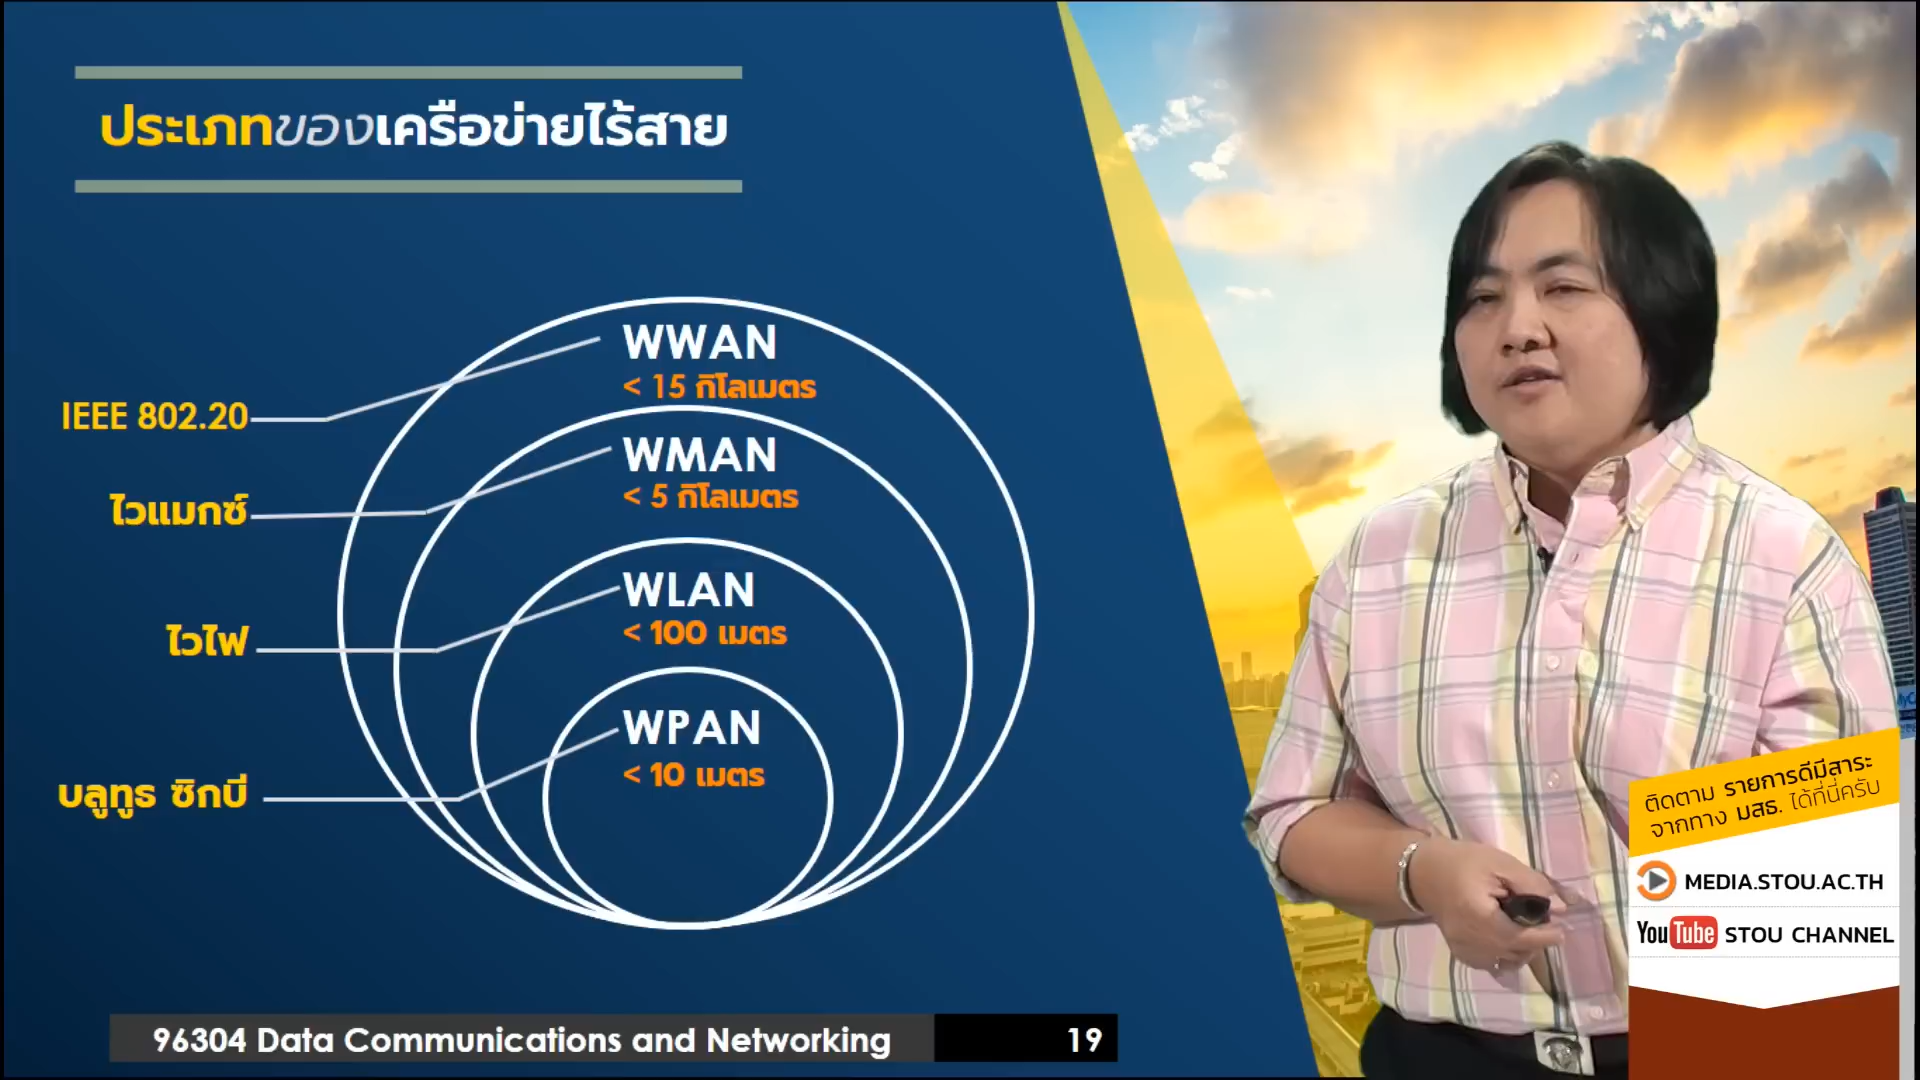 ประเภทของเครือข่ายไร้สาย
WWAN
< 15 กิโลเมตร
IEEE 802.20
WMAN
< 5 กิโลเมตร
ไวแมกซ์
WLAN
< 100 เมตร
ไวไฟ
WPAN
< 10 เมตร
บลูทูธ ซิกบี
ติดตาม รายการดีมีสาระ
จากทาง มสธ. ได้ที่นี่ครับ
MEDIA.STOU.AC.TH
YouTube STOU CHANNEL
96304 Data Communications and Networking
19